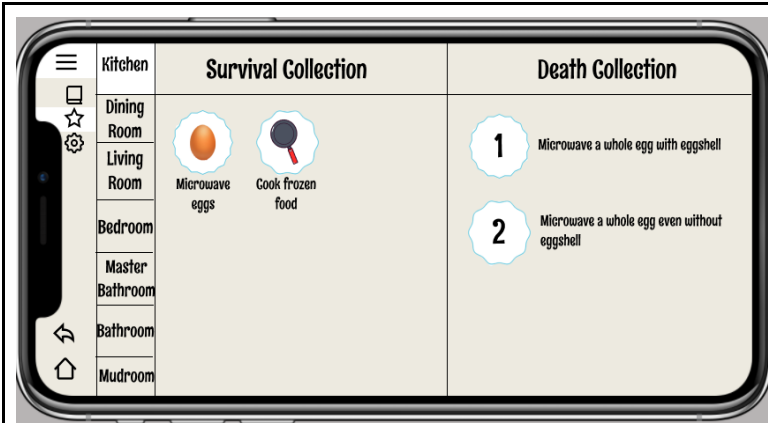 Kitchen
Dining
Room
Living
Room
Bedroom
Master
Bathroom
Bathroom
Mudroom
Survival Collection
Microwave
eggs
Cook frozen
food
Death Collection
1
Microwave a whole egg with eggshell
2
Microwave a whole egg even without
eggshell